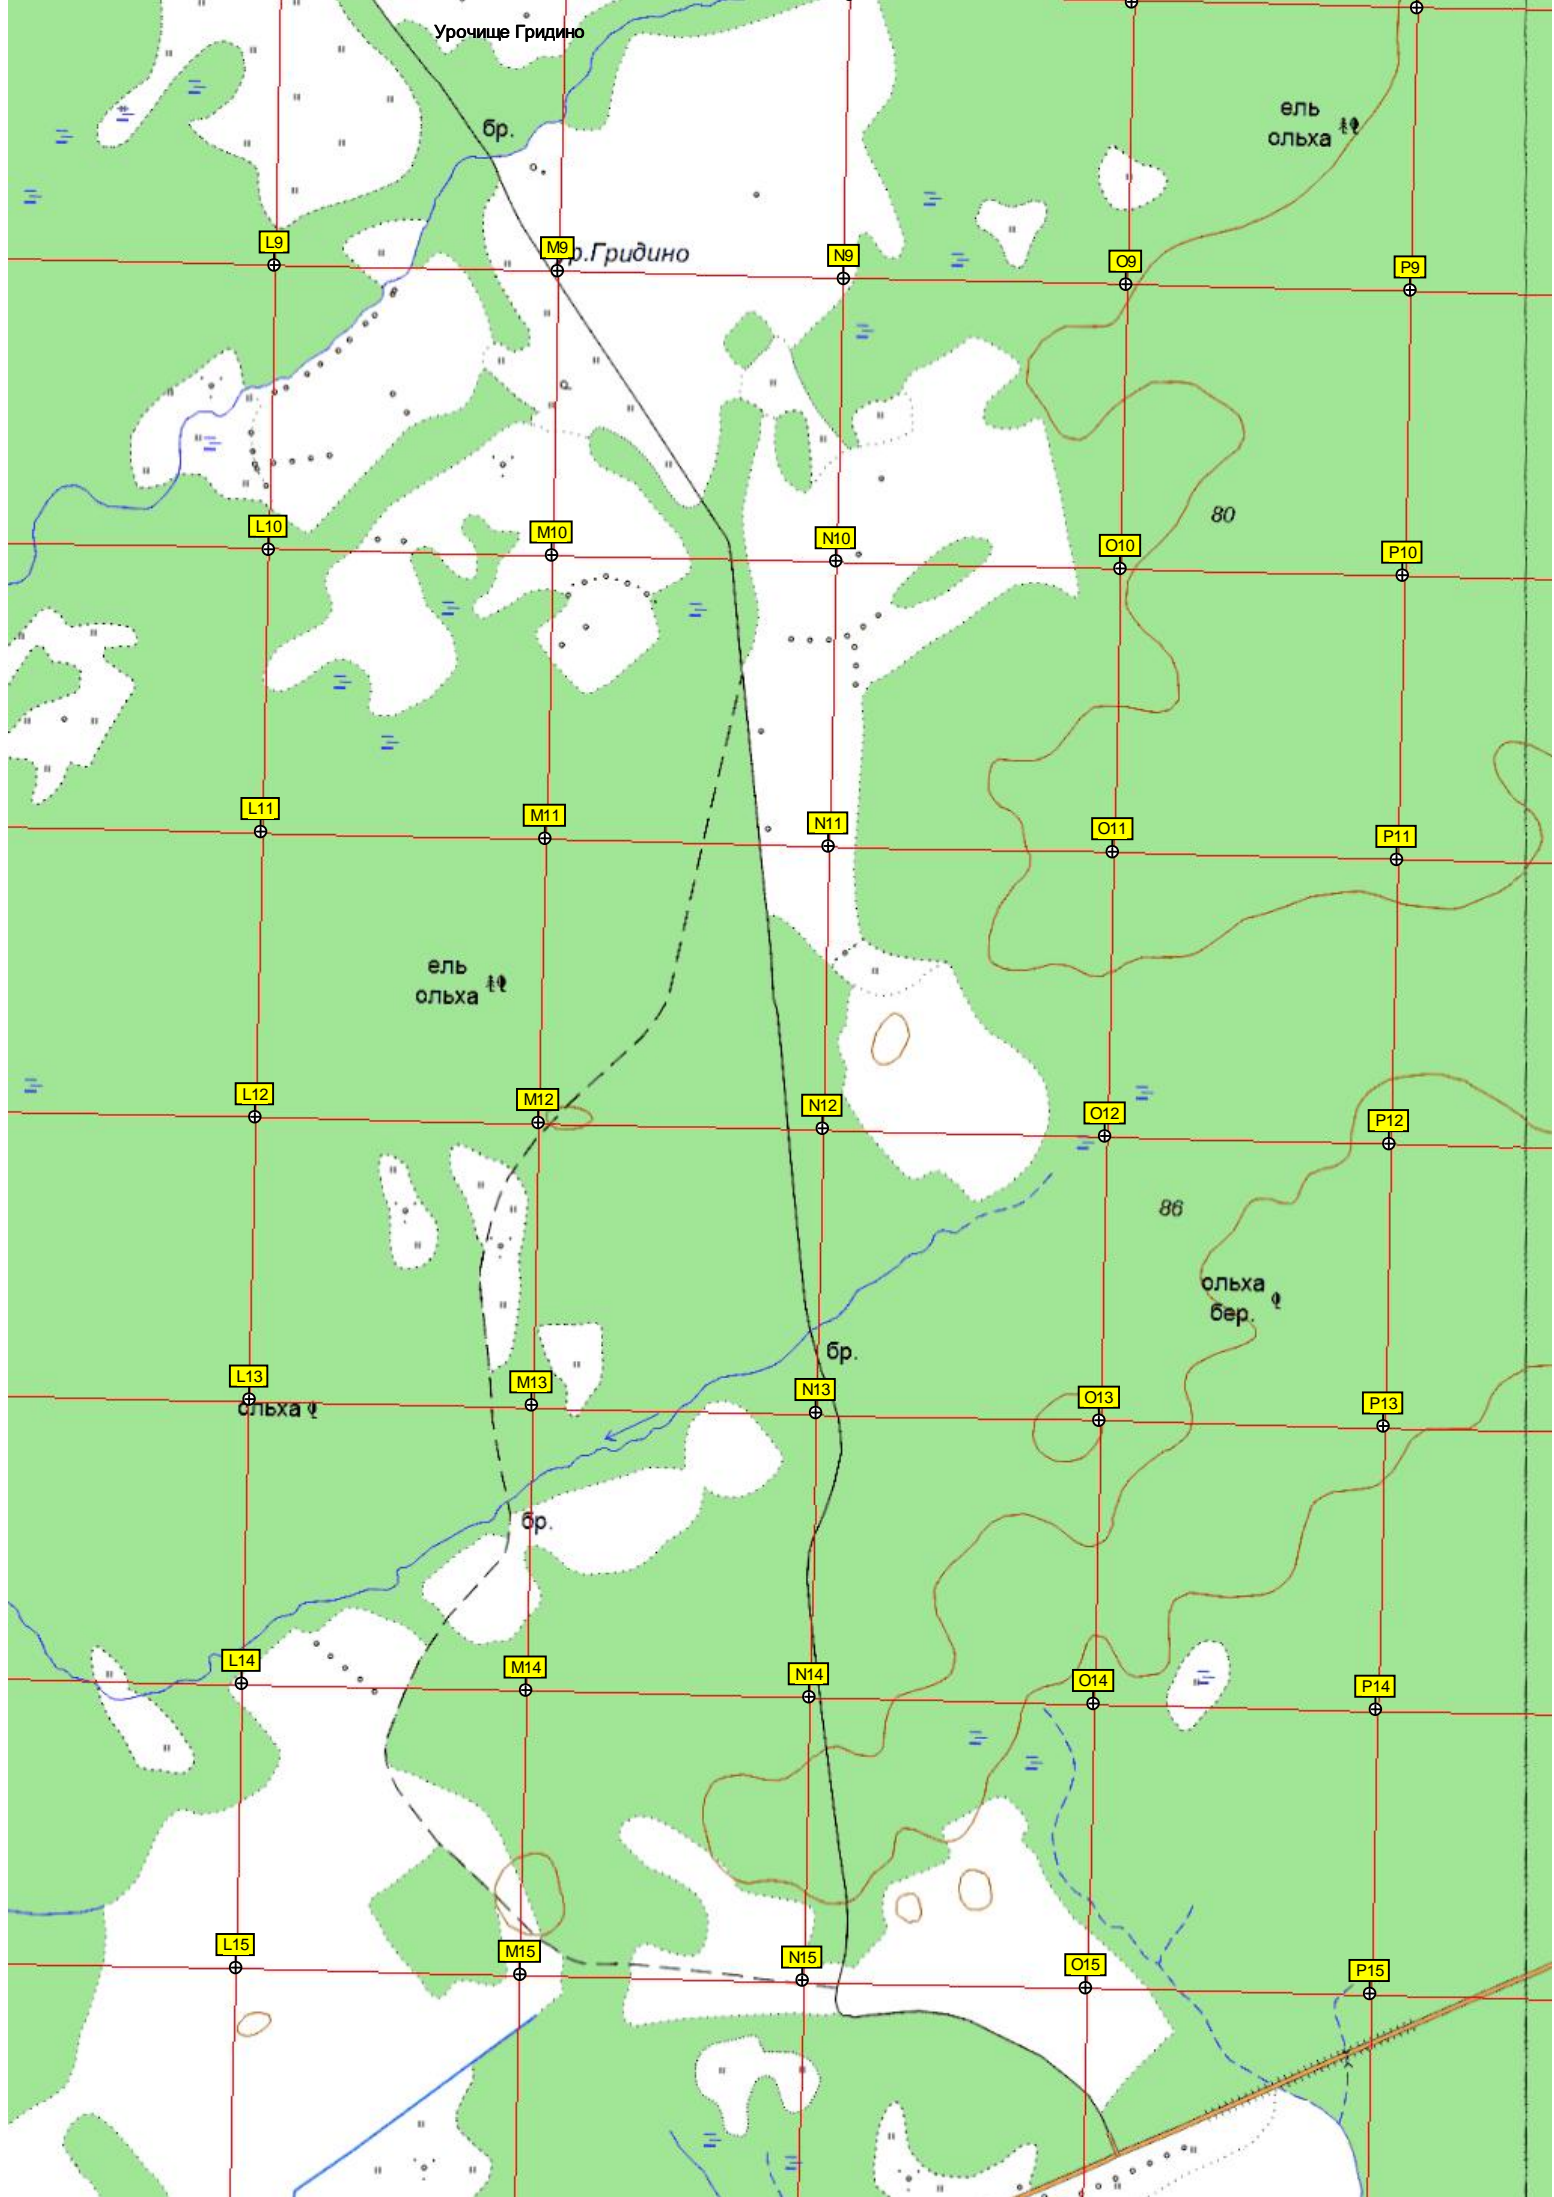 Урочище Гридино
ель
ольха
бр.
L9
M9
р.Гридино
N9
O9
P9
80
L10
M10
N10
O10
P10
L11
M11
N11
O11
P11
ель
ольха
L12
M12
N12
O12
P12
86
ольха
бер.
бр.
L13
M13
N13
O13
P13
ольха
бр.
L14
M14
N14
O14
P14
L15
M15
N15
O15
P15